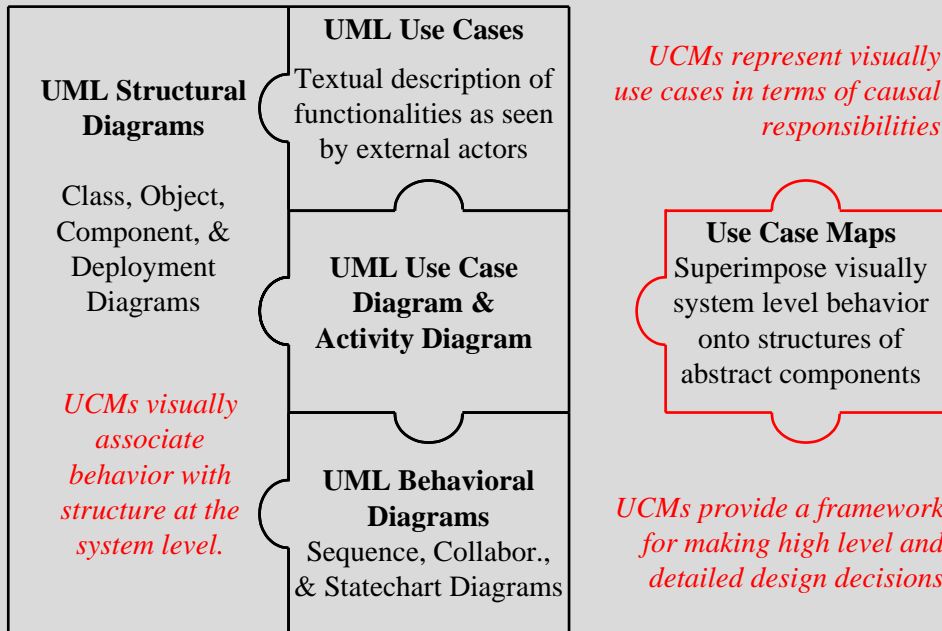 UML Structural
Diagrams
Class, Object,
Component, &
Deployment
Diagrams
UCMs visually
associate
behavior with
structure at the
system level.
UML Use Cases
Textual description of
functionalities as seen
by external actors
UML Use Case
Diagram &
Activity Diagram
UML Behavioral
Diagrams
Sequence, Collabor.,
& Statechart Diagrams
UCMs represent visually
use cases in terms of causal
responsibilities
Use Case Maps
Superimpose visually
system level behavior
onto structures of
abstract components
UCMs provide a framework
for making high level and
detailed design decisions